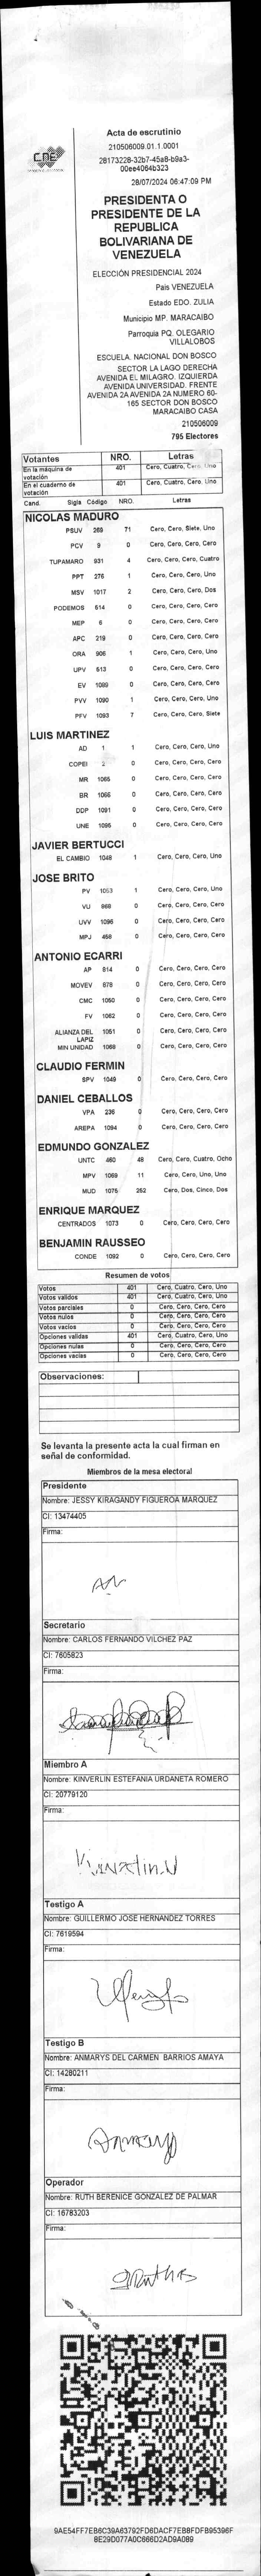 Acta de escrutinio
210506009.01.1.0001
28173228-32b7-45a8-b9a3-
00ee4064b323
28/07/2024 06:47:09 PM
CNE
PRESIDENTA O
PRESIDENTE DE LA
REPUBLICA
BOLIVARIANA DE
VENEZUELA
ELECCIÓN PRESIDENCIAL 2024
Pais VENEZUELA
Estado EDO. ZULIA
Municipio MP. MARACAIBO
Parroquia PQ. OLEGARIO
VILLALOBOS
ESCUELA. NACIONAL DON BOSCO
SECTOR LA LAGO DERECHA
AVENIDA EL MILAGRO. IZQUIERDA
AVENIDA UNIVERSIDAD. FRENTE
AVENIDA 2A AVENIDA 2A NUMERO 60-
165 SECTOR DON BOSCO
MARACAIBO CASA
210506009
795 Electores
Votantes NRO. Letras
En la máquina de votación 401 Cero, Cuatro, Cero, Uno
En el cuaderno de votación 401 Cero, Cuatro, Cero, Uno
Cand. Sigla Código NRO. Letras
NICOLAS MADURO
PSUV 269 71 Cero, Cero, Siete, Uno
PCV 9 0 Cero, Cero, Cero, Cero
TUPAMARO 931 4 Cero, Cero, Cero, Cuatro
PPT 276 1 Cero, Cero, Cero, Uno
MSV 1017 2 Cero, Cero, Cero, Dos
PODEMOS 614 0 Cero, Cero, Cero, Cero
MEP 6 0 Cero, Cero, Cero, Cero
APC 219 0 Cero, Cero, Cero, Cero
ORA 906 1 Cero, Cero, Cero, Uno
UPV 613 0 Cero, Cero, Cero, Cero
EV 1089 0 Cero, Cero, Cero, Cero
PVV 1090 1 Cero, Cero, Cero, Uno
PFV 1093 7 Cero, Cero, Cero, Siete
LUIS MARTINEZ
AD 1 1 Cero, Cero, Cero, Uno
COPEI 2 0 Cero, Cero, Cero, Cero
MR 1065 0 Cero, Cero, Cero, Cero
BR 1066 0 Cero, Cero, Cero, Cero
DDP 1091 0 Cero, Cero, Cero, Cero
UNE 1095 0 Cero, Cero, Cero, Cero
JAVIER BERTUCCI
EL CAMBIO 1048 1 Cero, Cero, Cero, Uno
JOSE BRITO
PV 1053 1 Cero, Cero, Cero, Uno
VU 868 0 Cero, Cero, Cero, Cero
UVV 1096 0 Cero, Cero, Cero, Cero
MPJ 468 0 Cero, Cero, Cero, Cero
ANTONIO ECARRI
AP 814 0 Cero, Cero, Cero, Cero
MOVEV 878 0 Cero, Cero, Cero, Cero
CMC 1050 0 Cero, Cero, Cero, Cero
FV 1062 0 Cero, Cero, Cero, Cero
ALIANZA DEL LAPIZ 1051 0 Cero, Cero, Cero, Cero
MIN UNIDAD 1069 0 Cero, Cero, Cero, Cero
CLAUDIO FERMIN
SPV 1049 0 Cero, Cero, Cero, Cero
DANIEL CEBALLOS
VPA 236 0 Cero, Cero, Cero, Cero
AREPA 1094 0 Cero, Cero, Cero, Cero
EDMUNDO GONZALEZ
UNTC 460 48 Cero, Cero, Cuatro, Ocho
MPV 1069 11 Cero, Cero, Uno, Uno
MUD 1075 252 Cero, Dos, Cinco, Dos
ENRIQUE MARQUEZ
CENTRADOS 1073 0 Cero, Cero, Cero, Cero
BENJAMIN RAUSSEO
CONDE 1092 0 Cero, Cero, Cero, Cero
Resumen de votos
Votos 401 Cero, Cuatro, Cero, Uno
Votos validos 401 Cero, Cuatro, Cero, Uno
Votos parciales 0 Cero, Cero, Cero, Cero
Votos nulos 0 Cero, Cero, Cero, Cero
Votos vacíos 0 Cero, Cero, Cero, Cero
Opciones validas 401 Cero, Cuatro, Cero, Uno
Opciones nulas 0 Cero, Cero, Cero, Cero
Opciones vacías 0 Cero, Cero, Cero, Cero
Observaciones:
Se levanta la presente acta la cual firman en
señal de conformidad.
Miembros de la mesa electoral
Presidente
Nombre: JESSY KIRAGANDY FIGUEROA MARQUEZ
CI: 13474405
Firma:
Secretario
Nombre: CARLOS FERNANDO VILCHEZ PAZ
CI: 7605823
Firma:
Miembro A
Nombre: KINVERLIN ESTEFANIA URDANETA ROMERO
CI: 20779120
Firma:
Testigo A
Nombre: GUILLERMO JOSE HERNANDEZ TORRES
CI: 7619594
Firma:
Testigo B
Nombre: ANMARYS DEL CARMEN BARRIOS AMAYA
CI: 14280211
Firma:
Operador
Nombre: RUTH BERENICE GONZALEZ DE PALMAR
CI: 16783203
Firma:
9AE54FF7EB6C39A63792FD6DACF7EB8FDFB95396F
8E29D077A0C666D2AD9A089